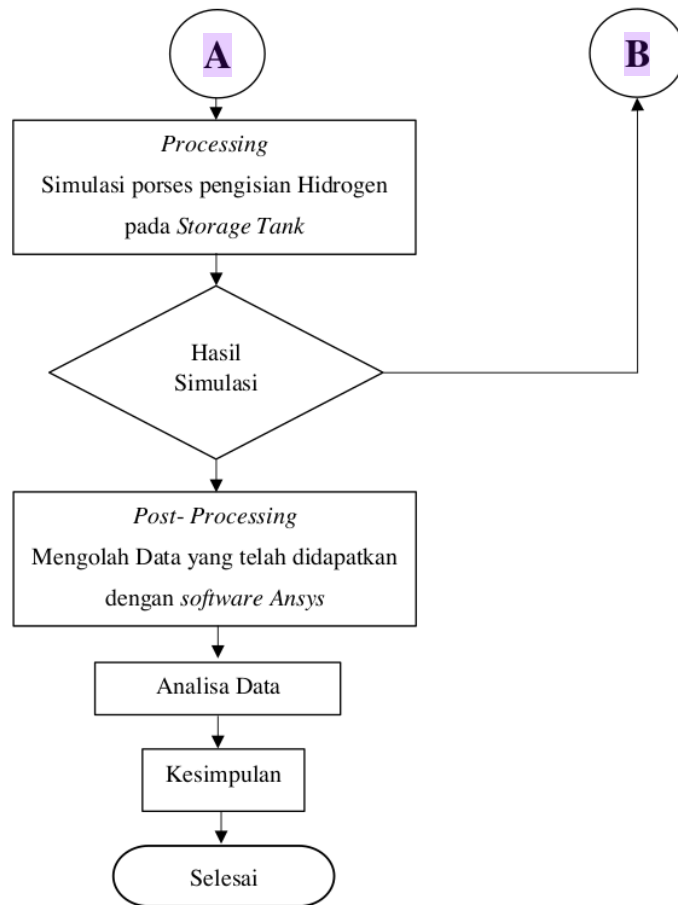 A
B
Processing
Simulasi porses pengisian Hidrogen
pada Storage Tank
Hasil
Simulasi
Post- Processing
Mengolah Data yang telah didapatkan
dengan software Ansys
Analisa Data
Kesimpulan
Selesai